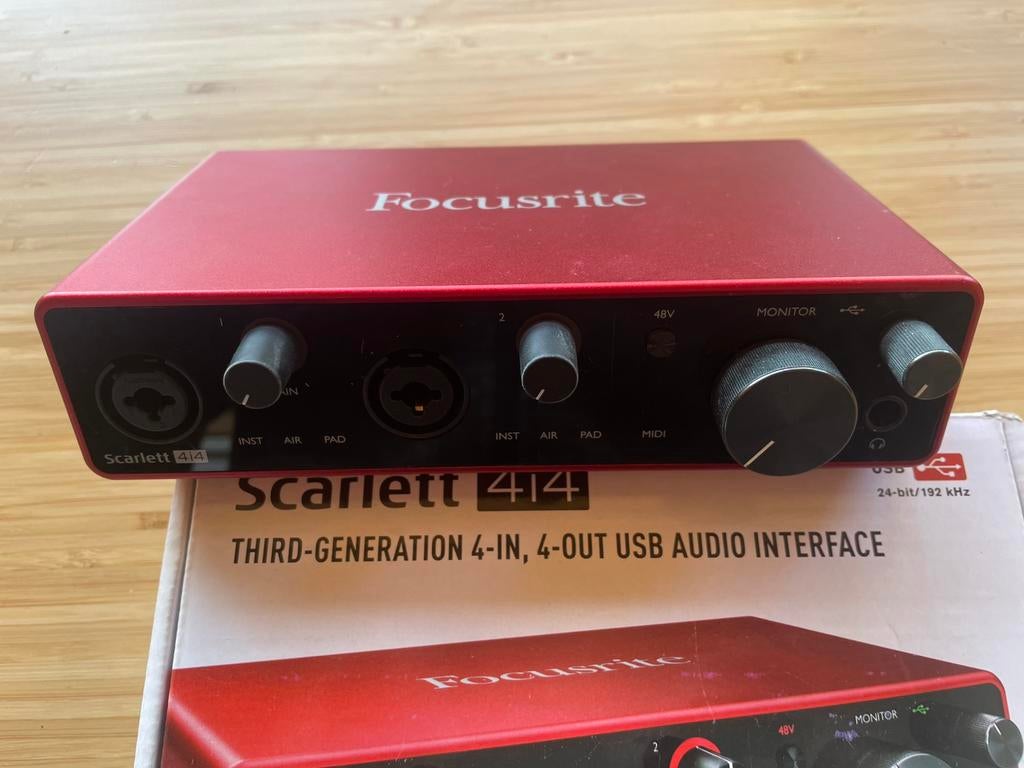 Focusrite
1
2
48V
MONITOR
INST AIR PAD
INST AIR PAD
MIDI
Scarlett 4i4
Scarlett 4i4
USB
24-bit/192 kHz
THIRD-GENERATION 4-IN, 4-OUT USB AUDIO INTERFACE
Focusrite
2
48V
MONITOR